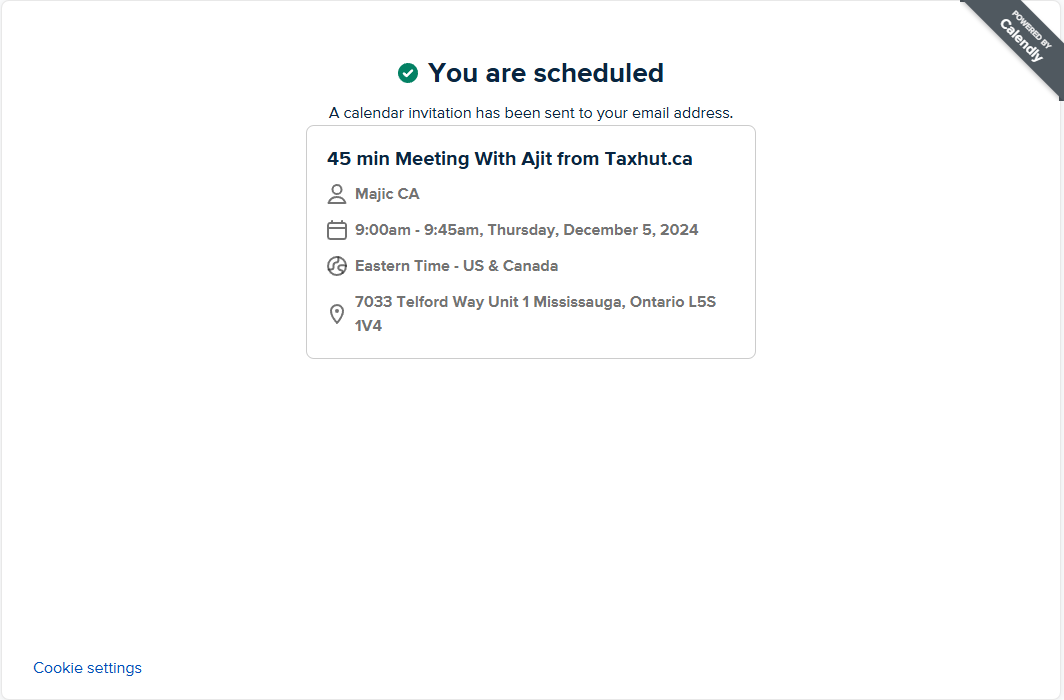 POWERED BY
Calendly
You are scheduled
A calendar invitation has been sent to your email address.
45 min Meeting With Ajit from Taxhut.ca
Majic CA
9:00am - 9:45am, Thursday, December 5, 2024
Eastern Time - US & Canada
7033 Telford Way Unit 1 Mississauga, Ontario L5S
1V4
Cookie settings